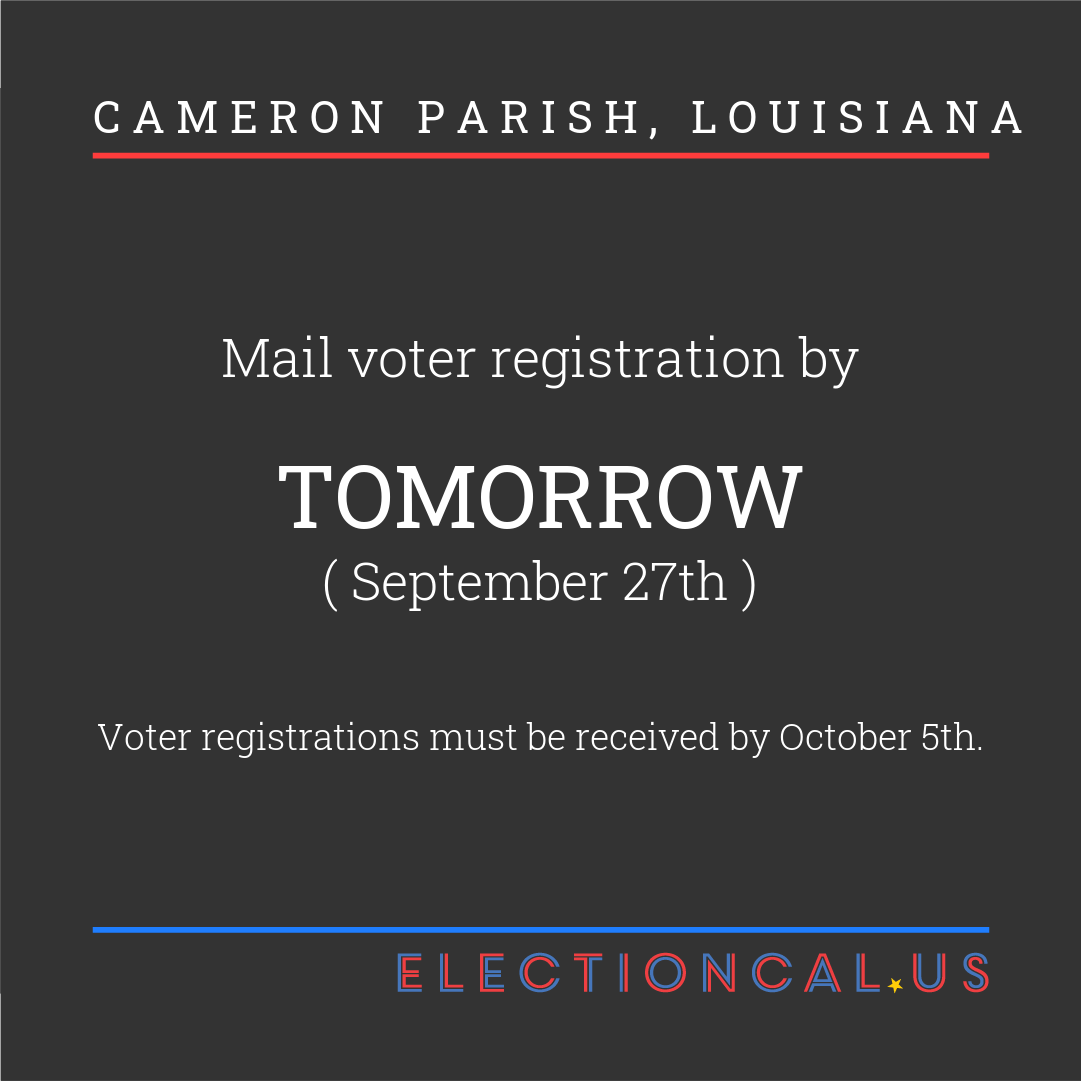 CAMERON PARISH, LOUISIANA
Mail voter registration by
TOMORROW
( September 27th )
Voter registrations must be received by October 5th.
ELECTIONCAL.US